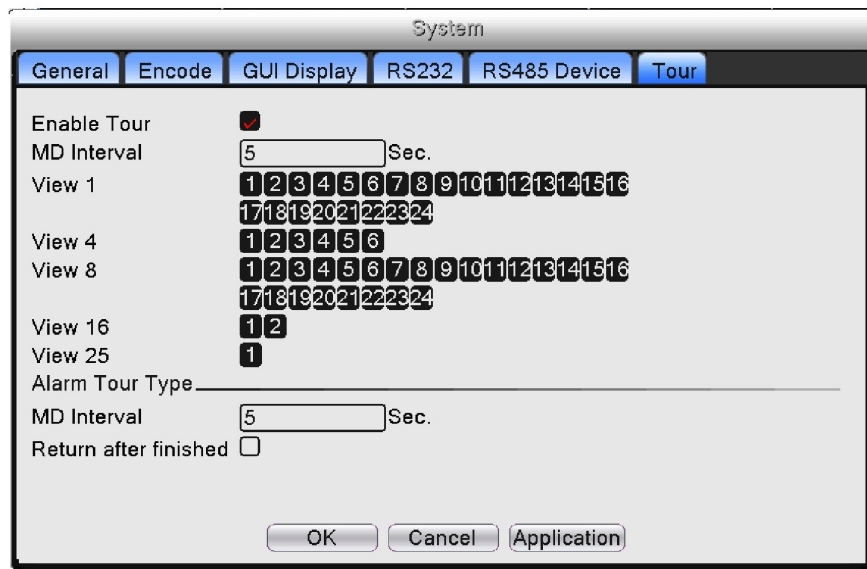 System
General Encode GUI Display RS232 RS485 Device Tour
Enable Tour
MD Interval 5 Sec.
View 1 1 2 3 4 5 6 7 8 9 10 11 12 13 14 15 16
17 18 19 20 21 22 23 24
View 4 1 2 3 4 5 6
View 8 1 2 3 4 5 6 7 8 9 10 11 12 13 14 15 16
17 18 19 20 21 22 23 24
View 16 1 2
View 25 1
Alarm Tour Type
MD Interval 5 Sec.
Return after finished
OK Cancel Application